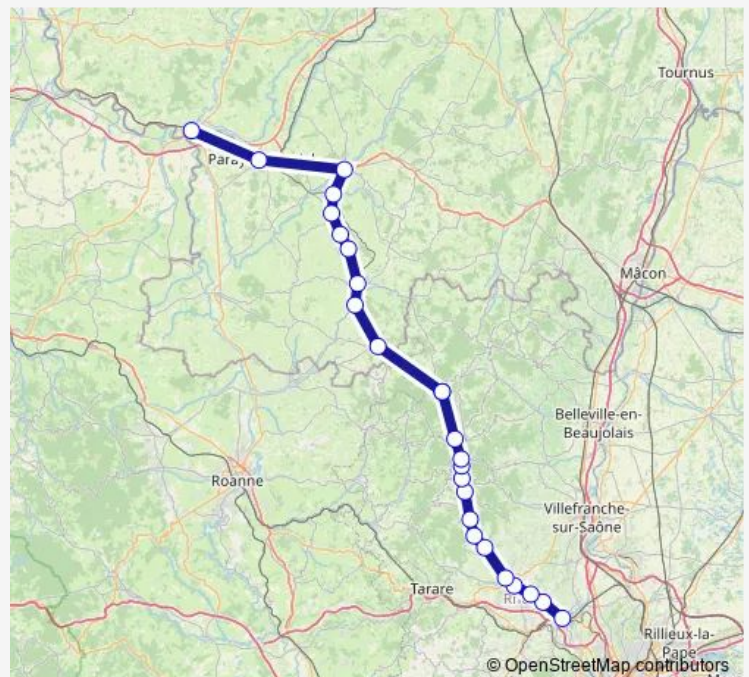 Tournus
Mâcon
Belleville-en-
Beaujolais
Roanne
Villefranche-
sur-Saône
Tarare
Rillieux-la-
Pape
© OpenStreetMap contributors